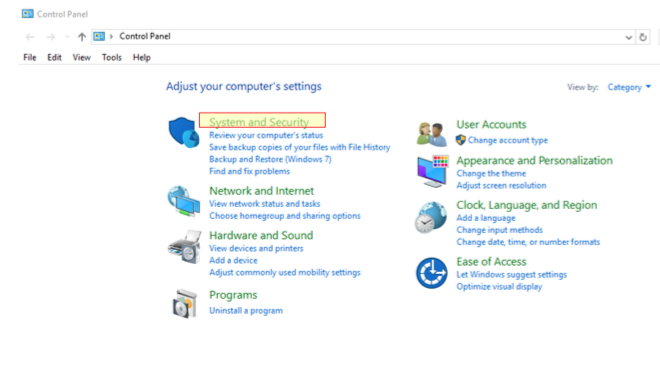 Control Panel
Control Panel
File Edit View Tools Help
Adjust your computer's settings
View by: Category
System and Security
Review your computer's status
Save backup copies of your files with File History
Backup and Restore (Windows 7)
Find and fix problems
Network and Internet
View network status and tasks
Choose homegroup and sharing options
Hardware and Sound
View devices and printers
Add a device
Adjust commonly used mobility settings
Programs
Uninstall a program
User Accounts
Change account type
Appearance and Personalization
Change the theme
Adjust screen resolution
Clock, Language, and Region
Add a language
Change input methods
Change date, time, or number formats
Ease of Access
Let Windows suggest settings
Optimize visual display